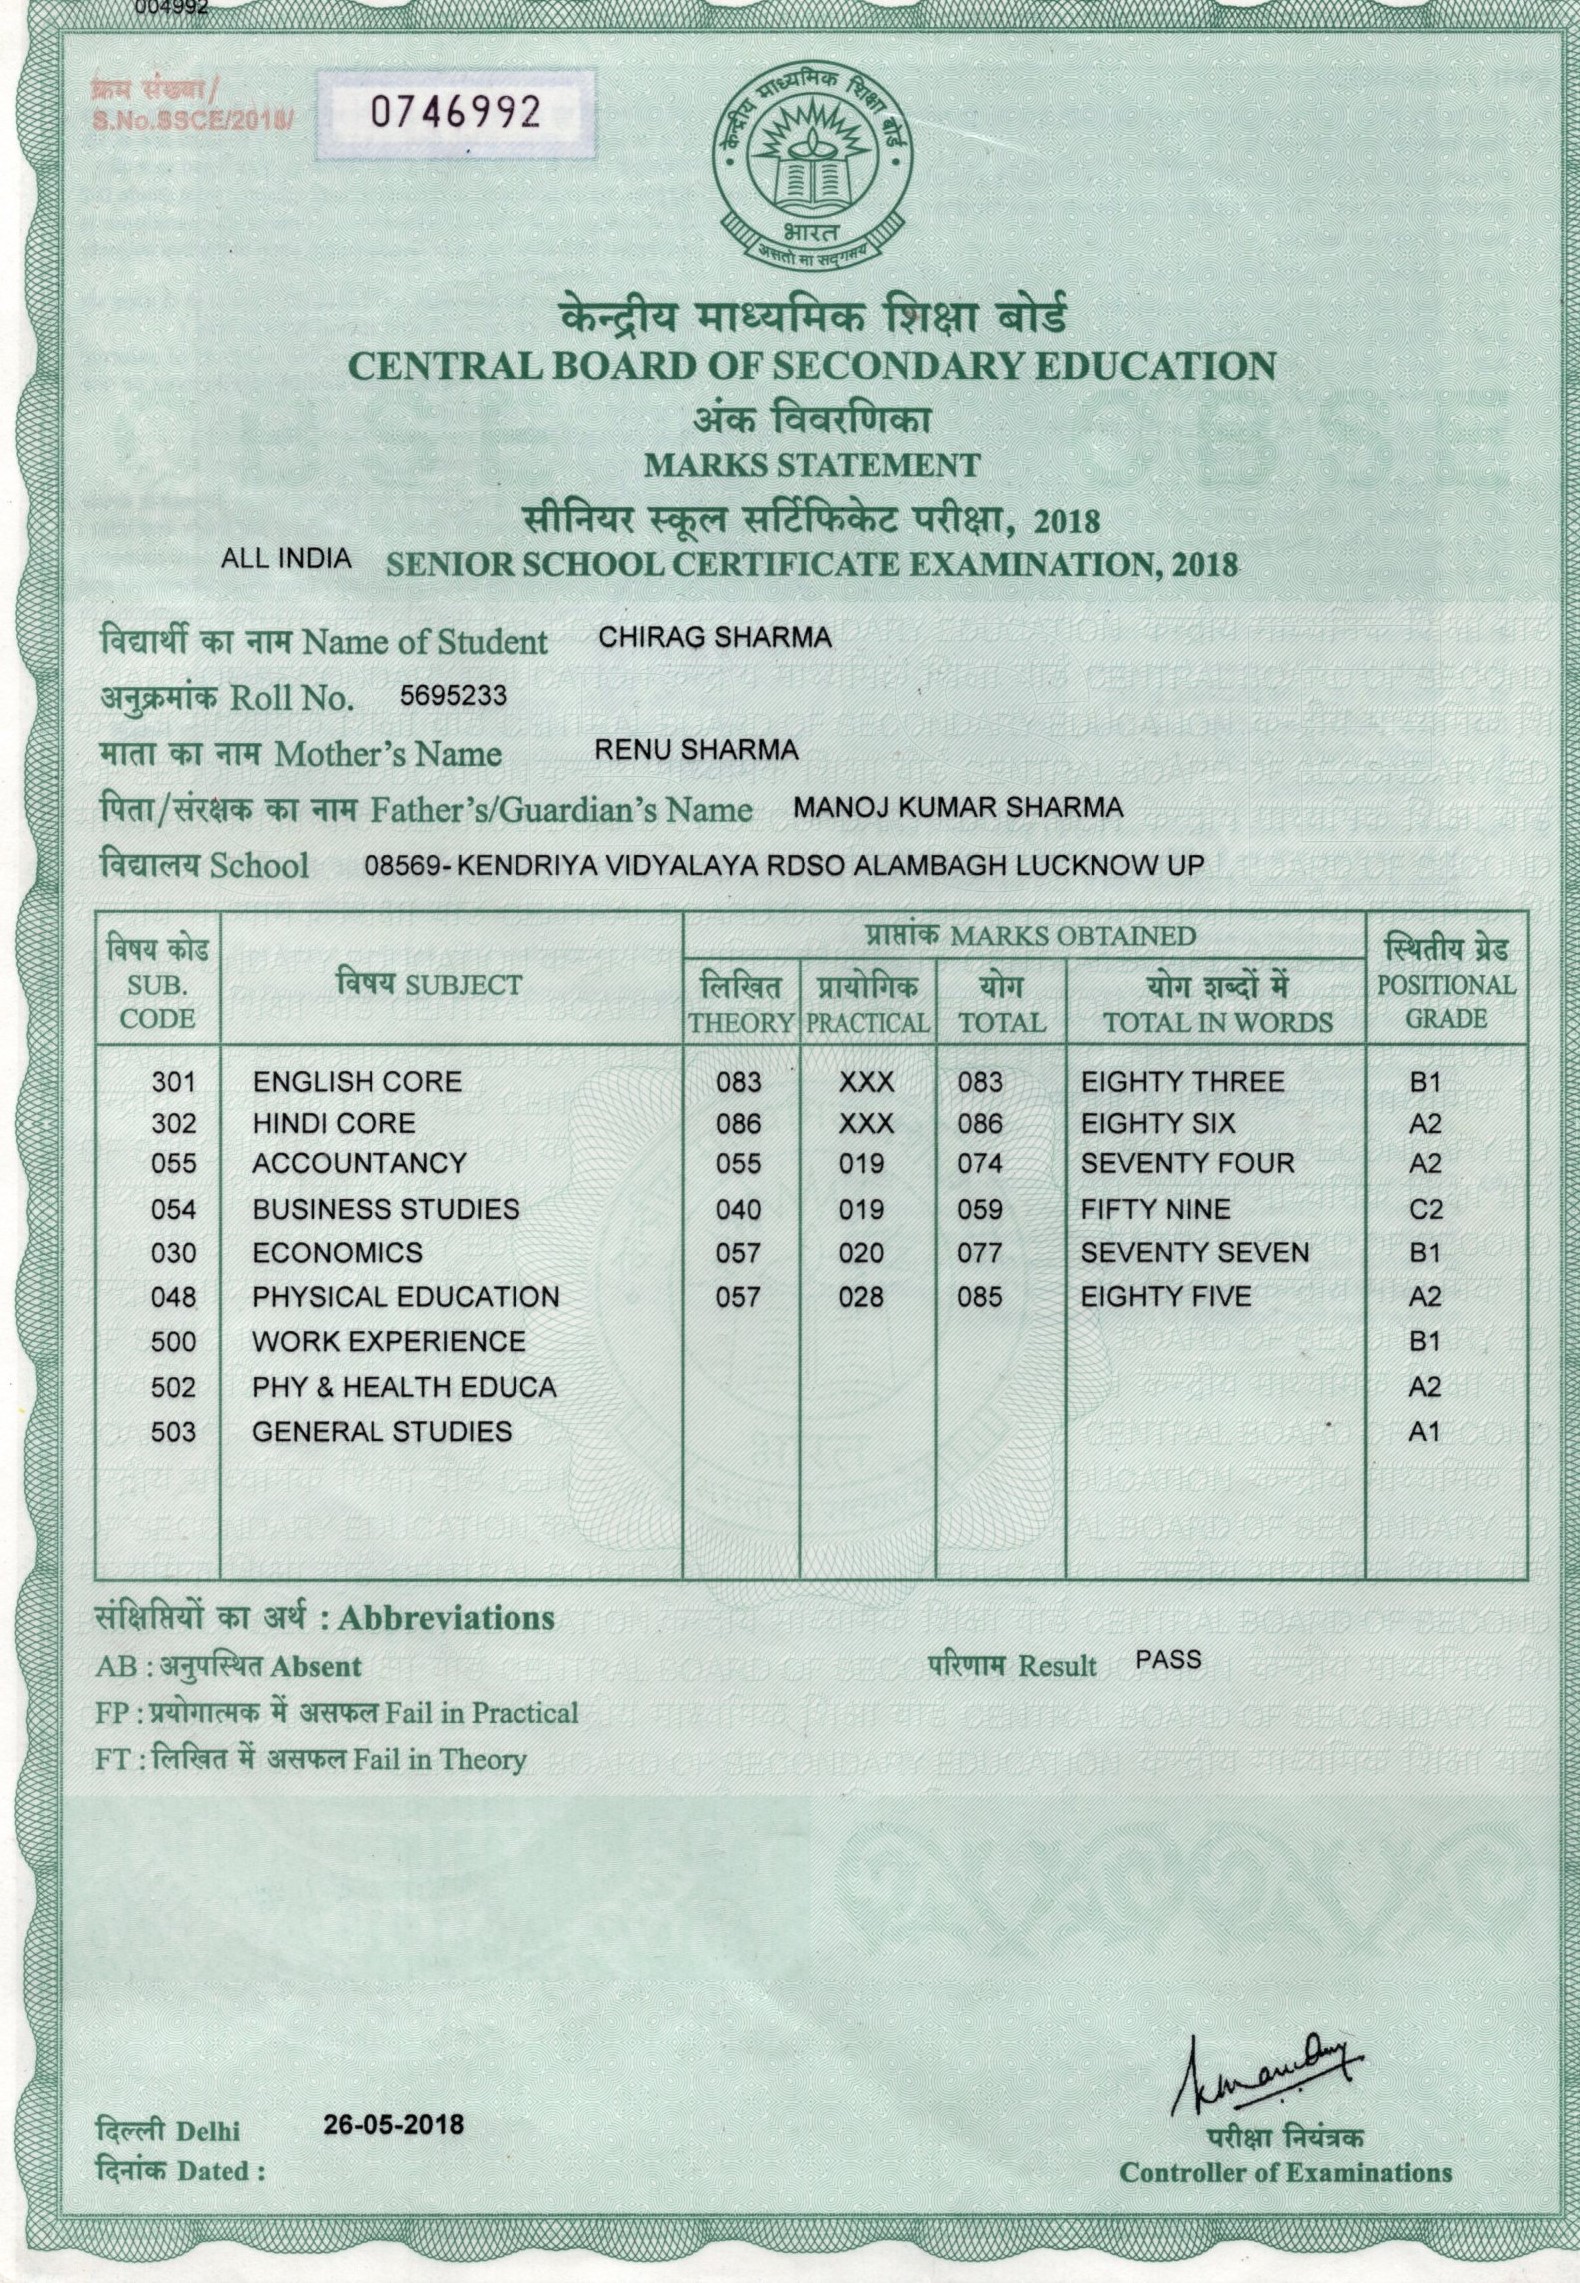 004992
क्रम संख्या/
S.No.SSCE/2018/
0746992
केन्द्रीय माध्यमिक शिक्षा बोर्ड
भारत
असतो मा सद्गमय
केन्द्रीय माध्यमिक शिक्षा बोर्ड
CENTRAL BOARD OF SECONDARY EDUCATION
अंक विवरणिका
MARKS STATEMENT
सीनियर स्कूल सर्टिफिकेट परीक्षा, 2018
ALL INDIA SENIOR SCHOOL CERTIFICATE EXAMINATION, 2018
विद्यार्थी का नाम Name of Student CHIRAG SHARMA
अनुक्रमांक Roll No. 5695233
माता का नाम Mother's Name RENU SHARMA
पिता/संरक्षक का नाम Father's/Guardian's Name MANOJ KUMAR SHARMA
विद्यालय School 08569- KENDRIYA VIDYALAYA RDSO ALAMBAGH LUCKNOW UP
विषय कोड SUB. CODE
विषय SUBJECT
प्राप्तांक MARKS OBTAINED
लिखित THEORY
प्रायोगिक PRACTICAL
योग TOTAL
योग शब्दों में TOTAL IN WORDS
स्थितीय ग्रेड POSITIONAL GRADE
301 ENGLISH CORE 083 XXX 083 EIGHTY THREE B1
302 HINDI CORE 086 XXX 086 EIGHTY SIX A2
055 ACCOUNTANCY 055 019 074 SEVENTY FOUR A2
054 BUSINESS STUDIES 040 019 059 FIFTY NINE C2
030 ECONOMICS 057 020 077 SEVENTY SEVEN B1
048 PHYSICAL EDUCATION 057 028 085 EIGHTY FIVE A2
500 WORK EXPERIENCE B1
502 PHY & HEALTH EDUCA A2
503 GENERAL STUDIES A1
संक्षिप्तियों का अर्थ : Abbreviations
AB : अनुपस्थित Absent
परिणाम Result PASS
FP : प्रयोगात्मक में असफल Fail in Practical
FT : लिखित में असफल Fail in Theory
दिल्ली Delhi 26-05-2018
दिनांक Dated :
परीक्षा नियंत्रक
Controller of Examinations